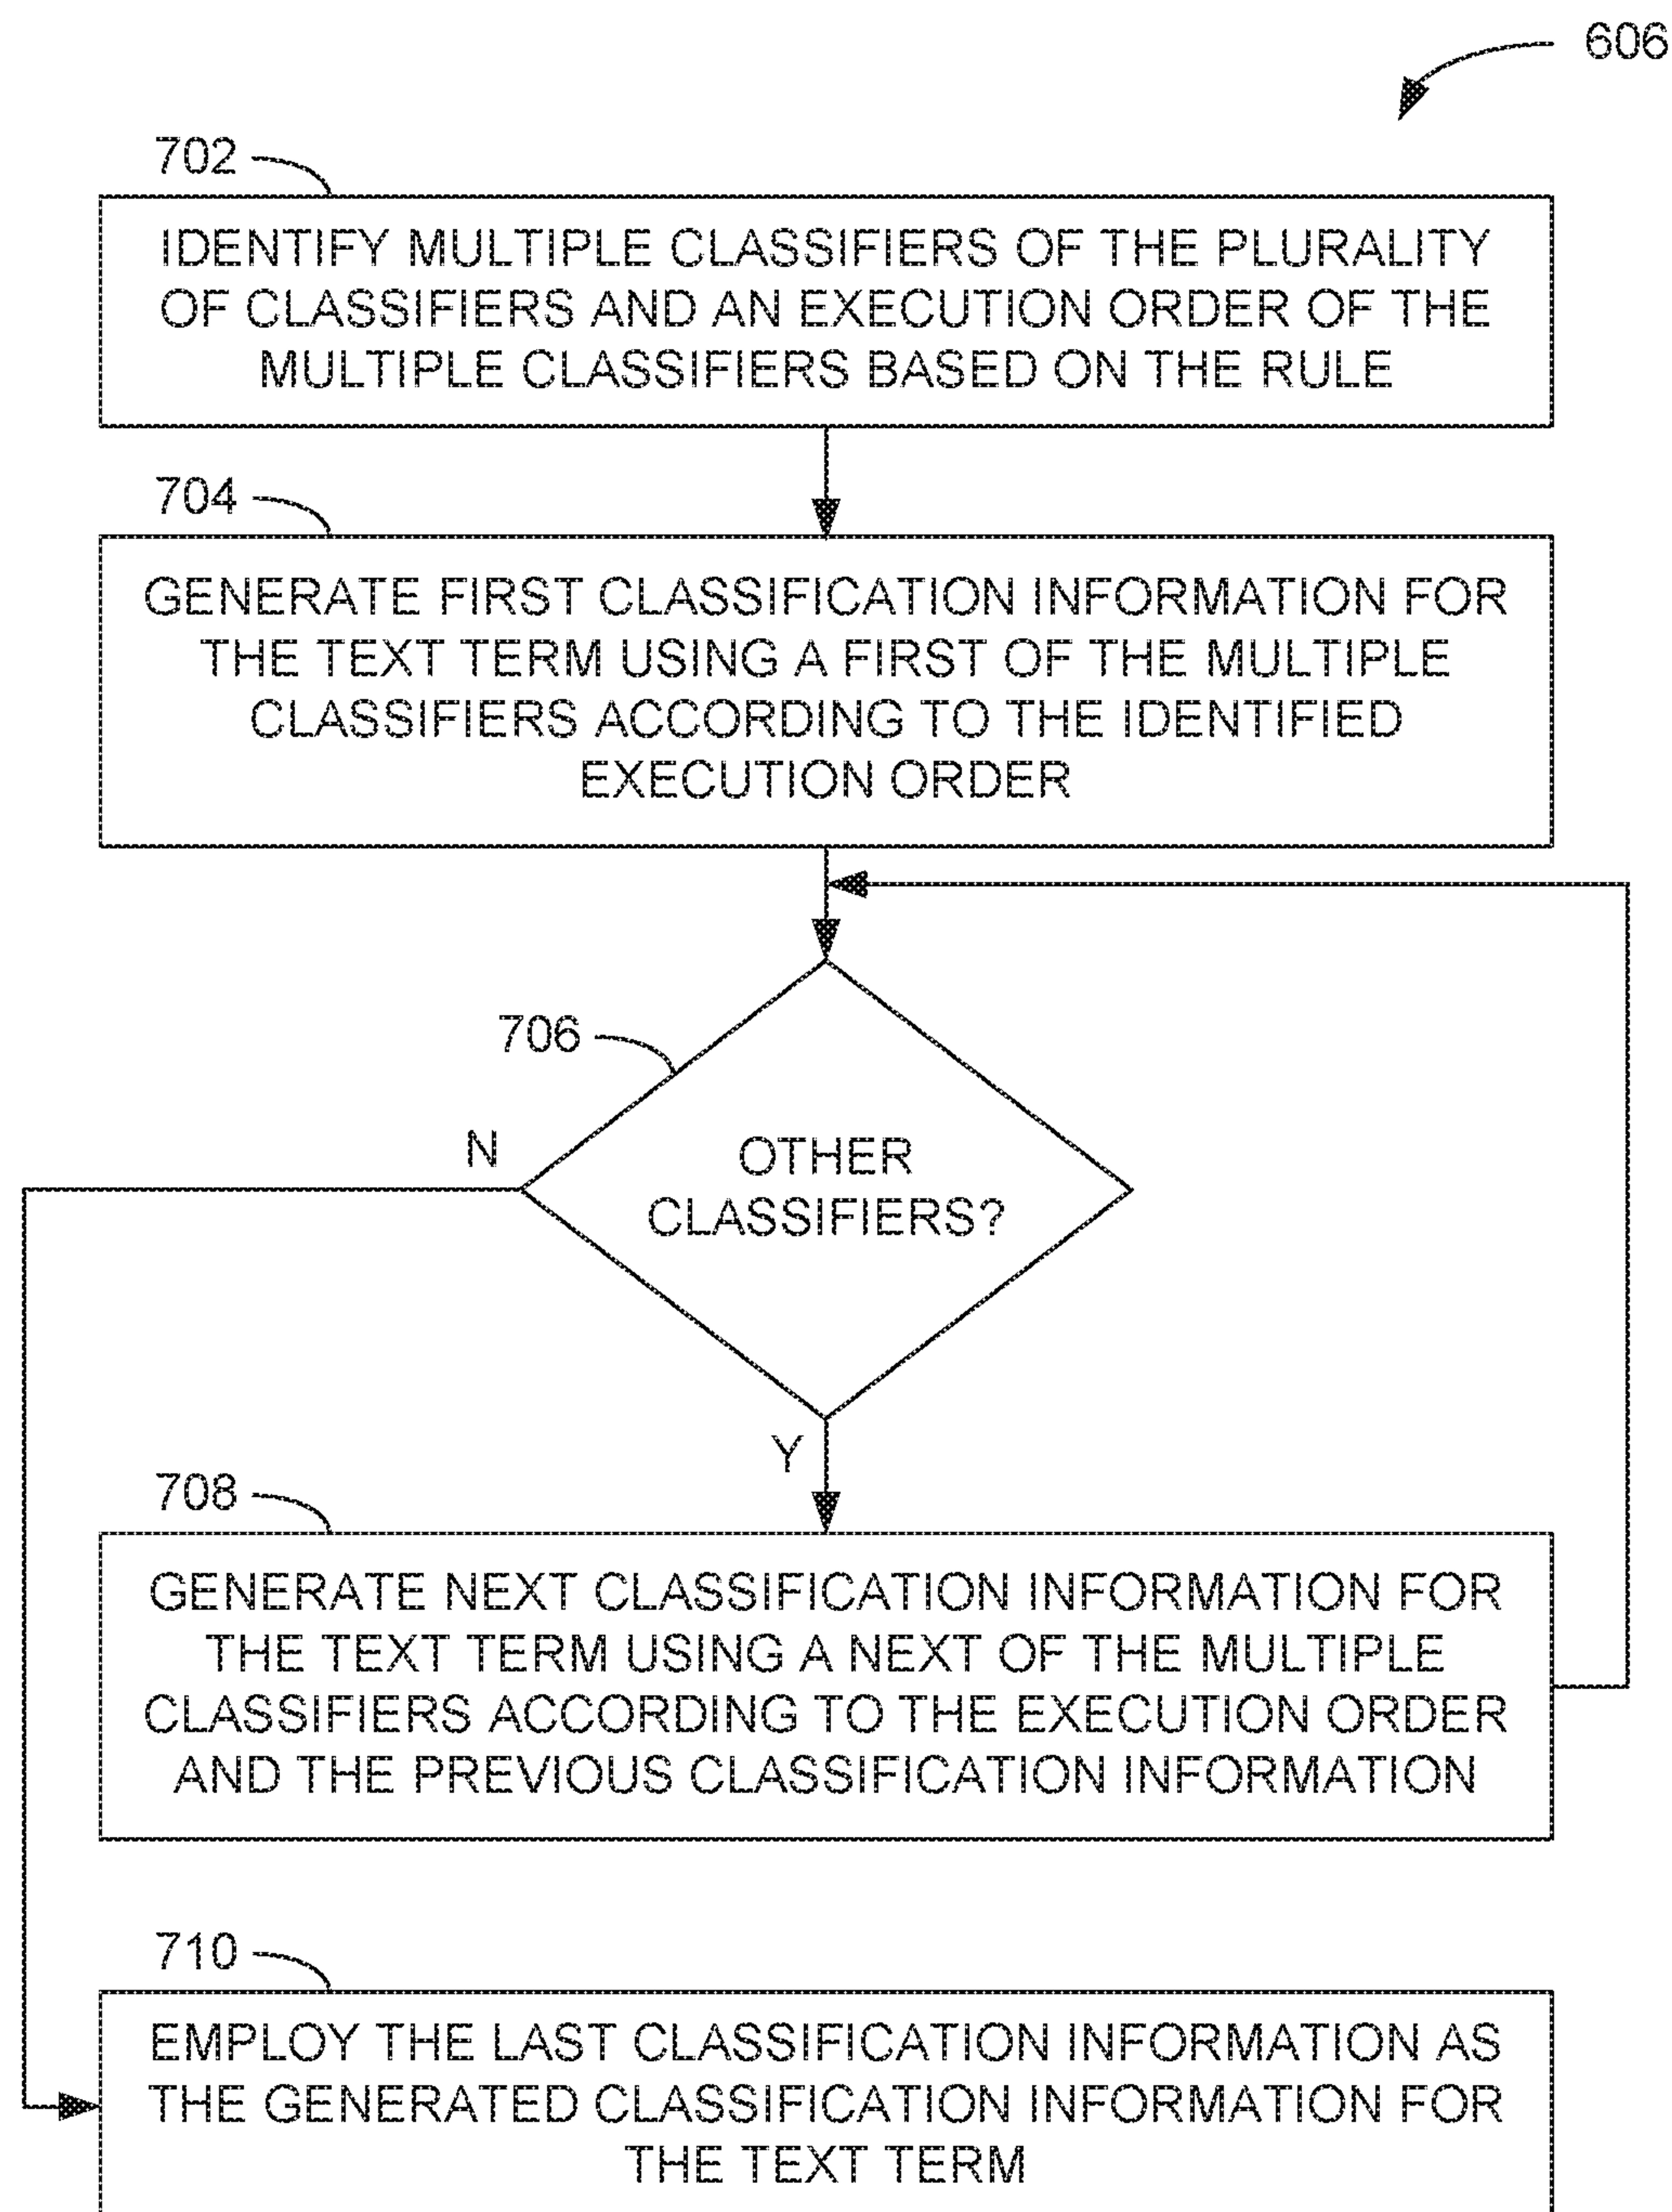 606
702
IDENTIFY MULTIPLE CLASSIFIERS OF THE PLURALITY
OF CLASSIFIERS AND AN EXECUTION ORDER OF THE
MULTIPLE CLASSIFIERS BASED ON THE RULE
704
GENERATE FIRST CLASSIFICATION INFORMATION FOR
THE TEXT TERM USING A FIRST OF THE MULTIPLE
CLASSIFIERS ACCORDING TO THE IDENTIFIED
EXECUTION ORDER
706
N
OTHER
CLASSIFIERS?
Y
708
GENERATE NEXT CLASSIFICATION INFORMATION FOR
THE TEXT TERM USING A NEXT OF THE MULTIPLE
CLASSIFIERS ACCORDING TO THE EXECUTION ORDER
AND THE PREVIOUS CLASSIFICATION INFORMATION
710
EMPLOY THE LAST CLASSIFICATION INFORMATION AS
THE GENERATED CLASSIFICATION INFORMATION FOR
THE TEXT TERM